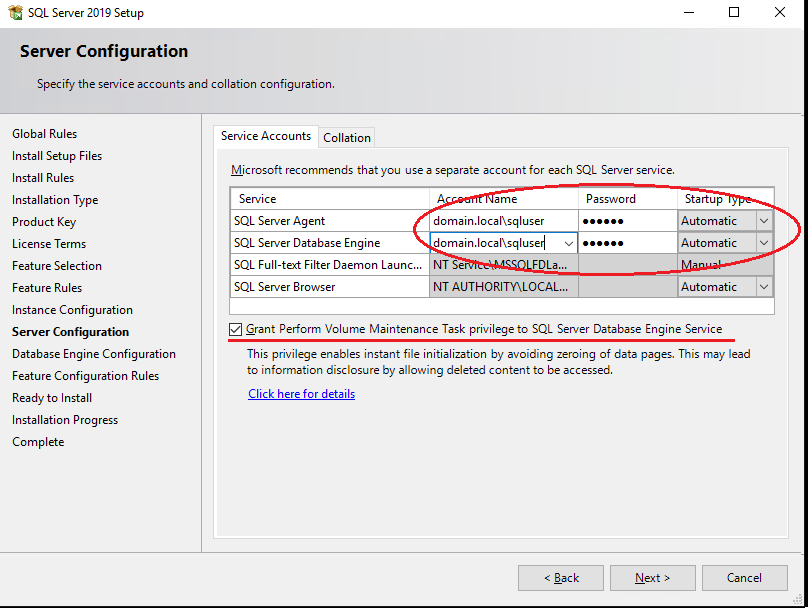 SQL Server 2019 Setup
Server Configuration
Specify the service accounts and collation configuration.
Global Rules
Install Setup Files
Install Rules
Installation Type
Product Key
License Terms
Feature Selection
Feature Rules
Instance Configuration
Server Configuration
Database Engine Configuration
Feature Configuration Rules
Ready to Install
Installation Progress
Complete
Service Accounts Collation
Microsoft recommends that you use a separate account for each SQL Server service.
Service Account Name Password Startup Type
SQL Server Agent domain.local\sqluser ●●●●●● Automatic
SQL Server Database Engine domain.local\sqluser ●●●●●● Automatic
SQL Full-text Filter Daemon Launc... NT Service\MSSQLFDLa... Manual
SQL Server Browser NT AUTHORITY\LOCAL... Automatic
Grant Perform Volume Maintenance Task privilege to SQL Server Database Engine Service
This privilege enables instant file initialization by avoiding zeroing of data pages. This may lead
to information disclosure by allowing deleted content to be accessed.
Click here for details
< Back Next > Cancel